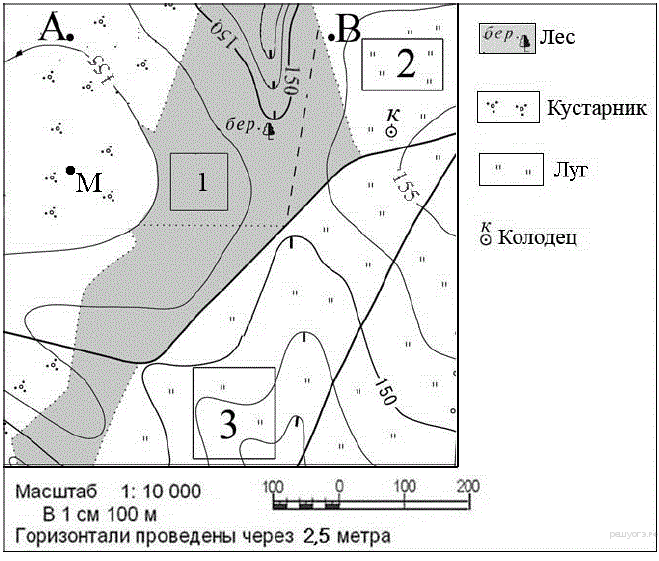 А.
.В
бер.
Лес
150
2
155
150
к
Кустарник
бер.
М
1
155
Луг
к
Колодец
150
3
Масштаб 1: 10 000
В 1 см 100 м
100 0 100 200
Горизонтали проведены через 2,5 метра